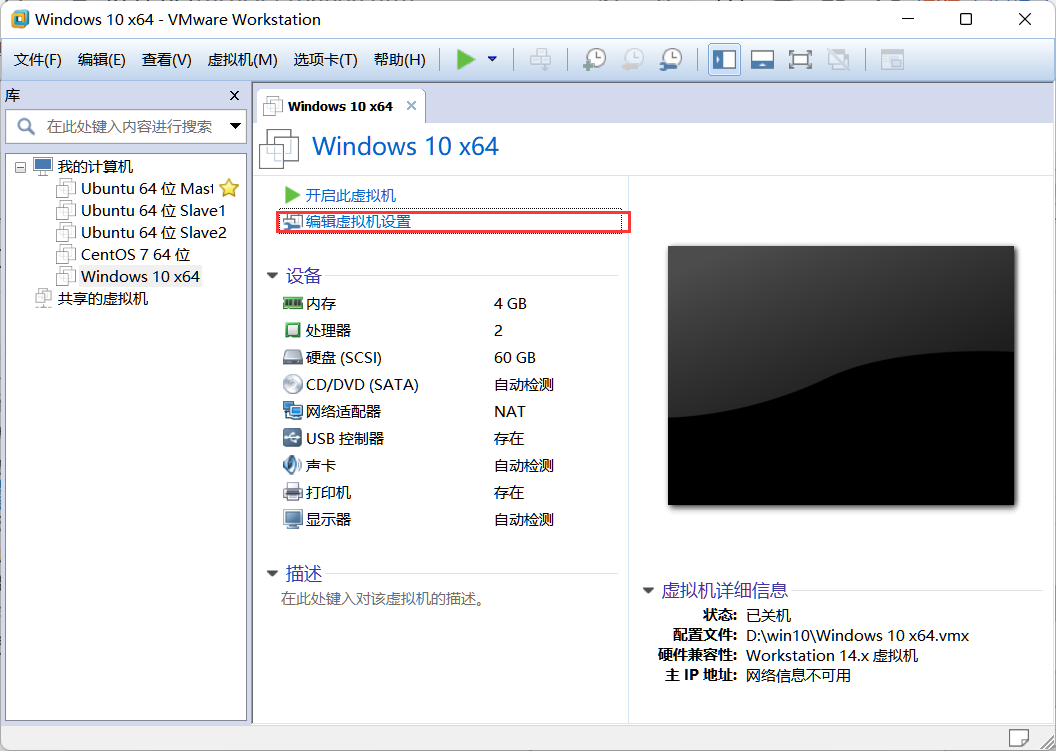 Windows 10 x64 - VMware Workstation
文件(F) 编辑(E) 查看(V) 虚拟机(M) 选项卡(T) 帮助(H)
库
在此处键入内容进行搜索
我的计算机
Ubuntu 64 位 Mast
Ubuntu 64 位 Slave1
Ubuntu 64 位 Slave2
CentOS 7 64 位
Windows 10 x64
共享的虚拟机
Windows 10 x64
Windows 10 x64
开启此虚拟机
编辑虚拟机设置
设备
内存 4 GB
处理器 2
硬盘 (SCSI) 60 GB
CD/DVD (SATA) 自动检测
网络适配器 NAT
USB 控制器 存在
声卡 自动检测
打印机 存在
显示器 自动检测
描述
在此处键入对该虚拟机的描述。
虚拟机详细信息
状态: 已关机
配置文件: D:\win10\Windows 10 x64.vmx
硬件兼容性: Workstation 14.x 虚拟机
主 IP 地址: 网络信息不可用